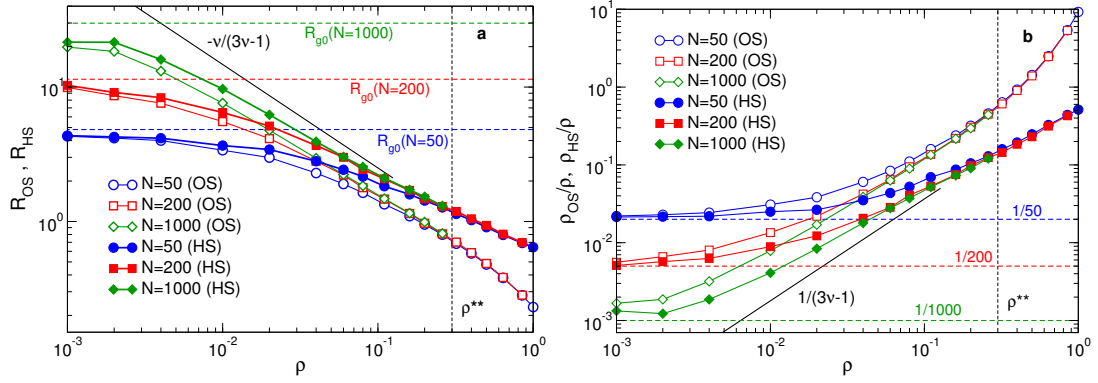 -ν/(3ν-1)
a
R_g0(N=1000)
R_g0(N=200)
R_g0(N=50)
10^1
10^0
R_OS , R_HS
N=50 (OS)
N=200 (OS)
N=1000 (OS)
N=50 (HS)
N=200 (HS)
N=1000 (HS)
ρ**
10^-3
10^-2
10^-1
10^0
ρ
10^1
10^0
10^-1
10^-2
10^-3
ρ_OS/ρ, ρ_HS/ρ
b
N=50 (OS)
N=200 (OS)
N=1000 (OS)
N=50 (HS)
N=200 (HS)
N=1000 (HS)
1/50
1/200
1/(3ν-1)
ρ**
1/1000
10^-3
10^-2
10^-1
10^0
ρ